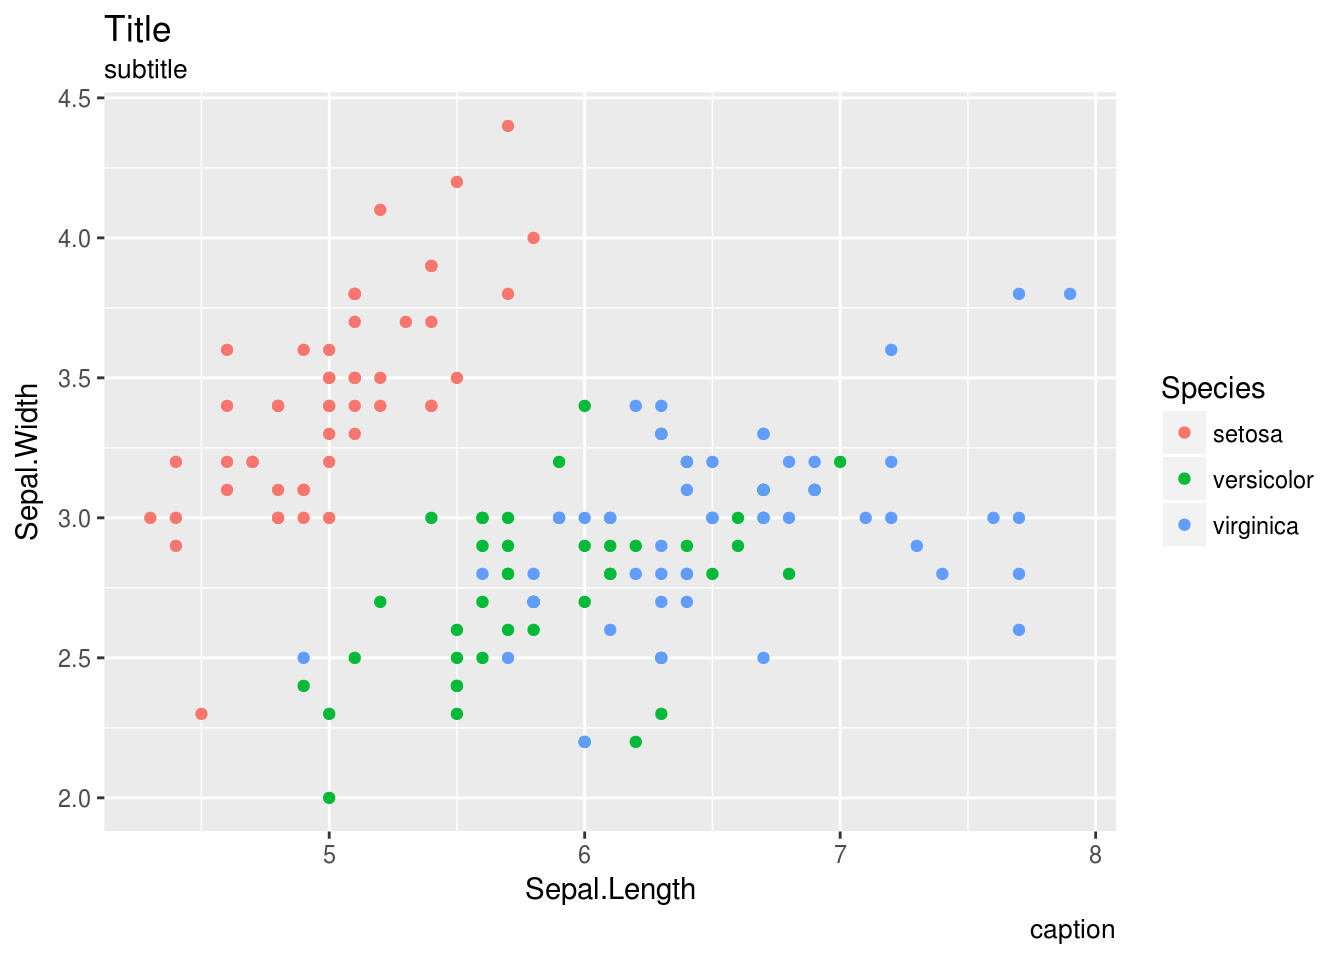 Title
subtitle
4.5
4.0
3.5
3.0
2.5
2.0
Sepal.Width
5 6 7 8
Sepal.Length
Species
setosa
versicolor
virginica
caption